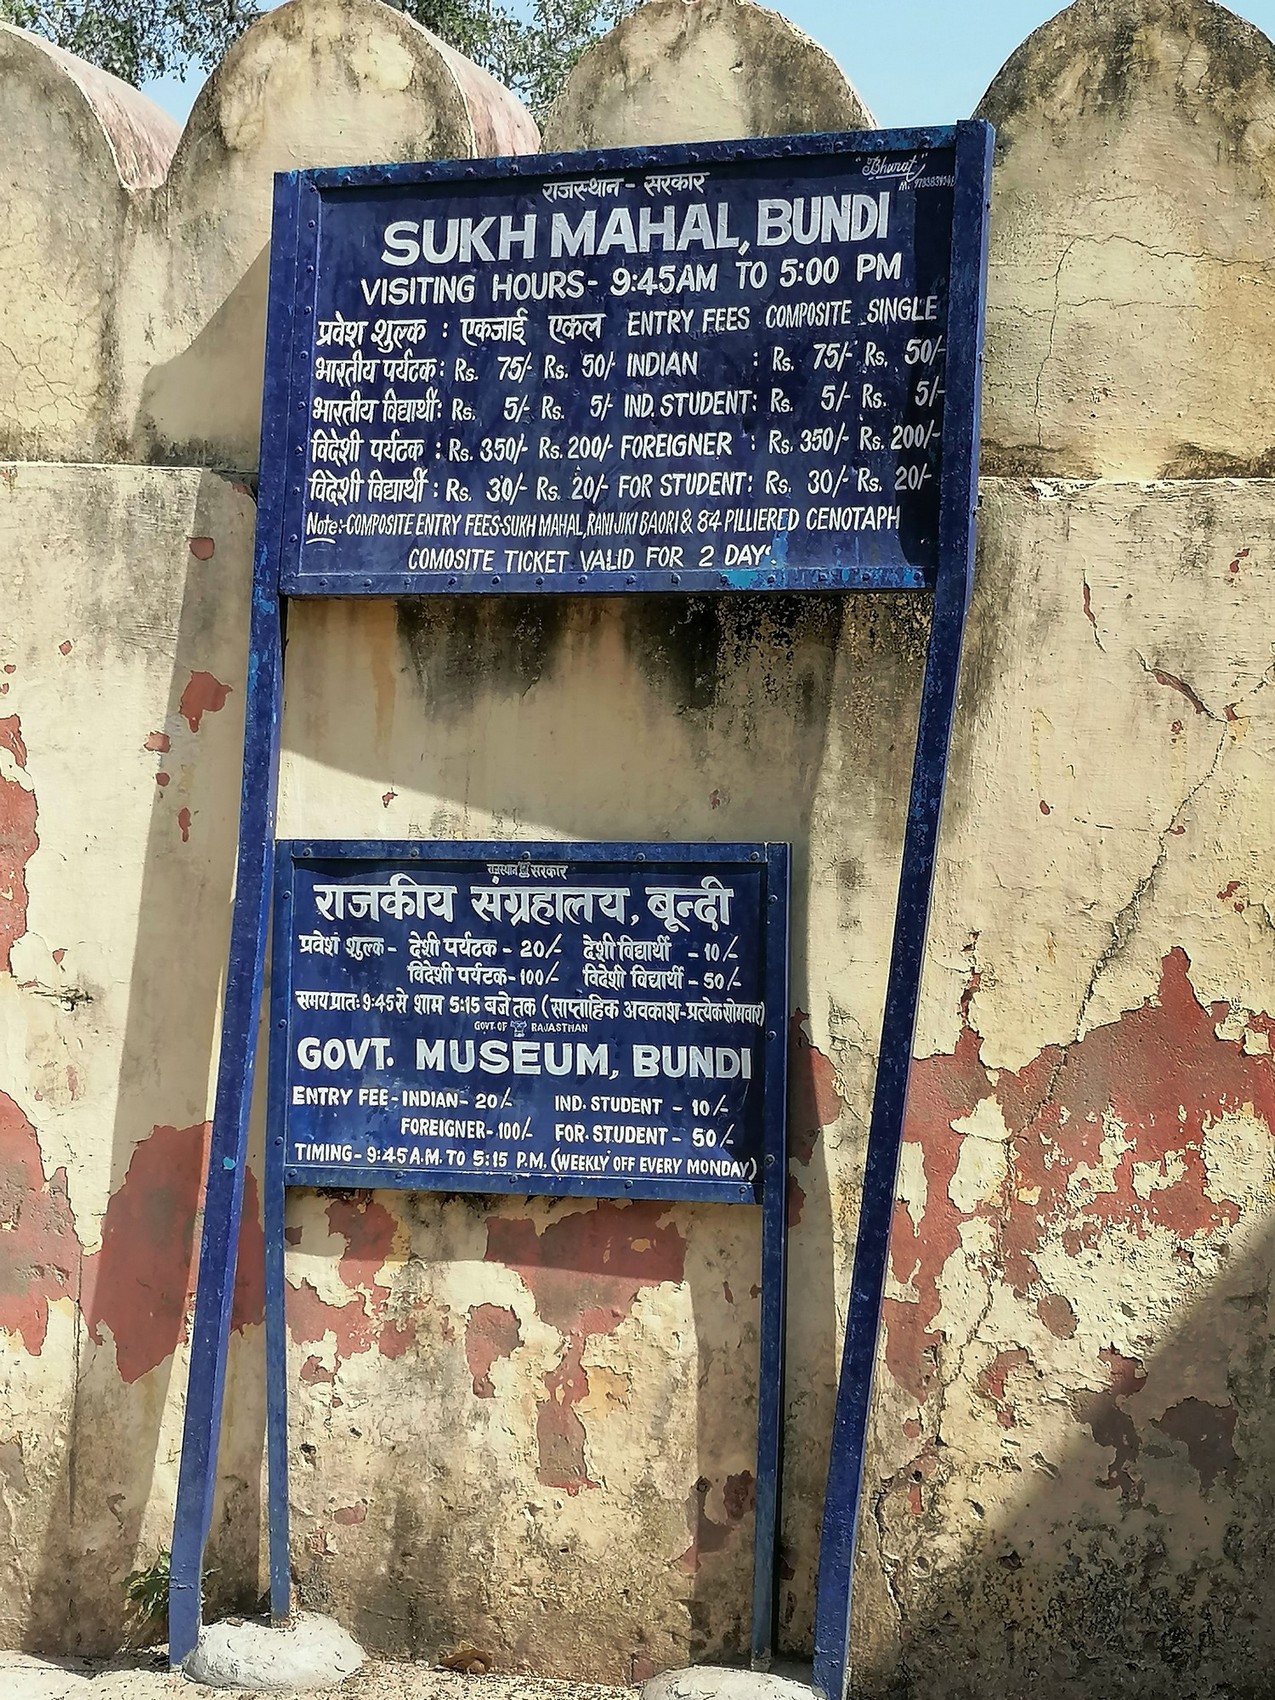 "Bharat"
राजस्थान - सरकार
SUKH MAHAL, BUNDI
VISITING HOURS- 9:45AM TO 5:00 PM
प्रवेश शुल्क : एकजाई एकल ENTRY FEES COMPOSITE SINGLE
भारतीय पर्यटक : Rs. 75/- Rs. 50/- INDIAN : Rs. 75/- Rs. 50/-
भारतीय विद्यार्थी: Rs. 5/- Rs. 5/- IND. STUDENT: Rs. 5/- Rs. 5/-
विदेशी पर्यटक : Rs. 350/- Rs. 200/- FOREIGNER : Rs. 350/- Rs. 200/-
विदेशी विद्यार्थी : Rs. 30/- Rs. 20/- FOR STUDENT: Rs. 30/- Rs. 20/-
Note:-COMPOSITE ENTRY FEES-SUKH MAHAL, RANIJIKI BAORI & 84 PILLIERED CENOTAPH
COMOSITE TICKET VALID FOR 2 DAY
राजस्थान सरकार
राजकीय संग्रहालय, बून्दी
प्रवेश शुल्क - देशी पर्यटक - 20/- देशी विद्यार्थी - 10/-
विदेशी पर्यटक - 100/- विदेशी विद्यार्थी - 50/-
समय प्रातः 9:45 से शाम 5:15 बजे तक (साप्ताहिक अवकाश-प्रत्येक सोमवार)
GOVT. OF RAJASTHAN
GOVT. MUSEUM, BUNDI
ENTRY FEE - INDIAN - 20/- IND. STUDENT - 10/-
FOREIGNER - 100/- FOR. STUDENT - 50/-
TIMING - 9:45 A.M. TO 5:15 P.M. (WEEKLY OFF EVERY MONDAY)